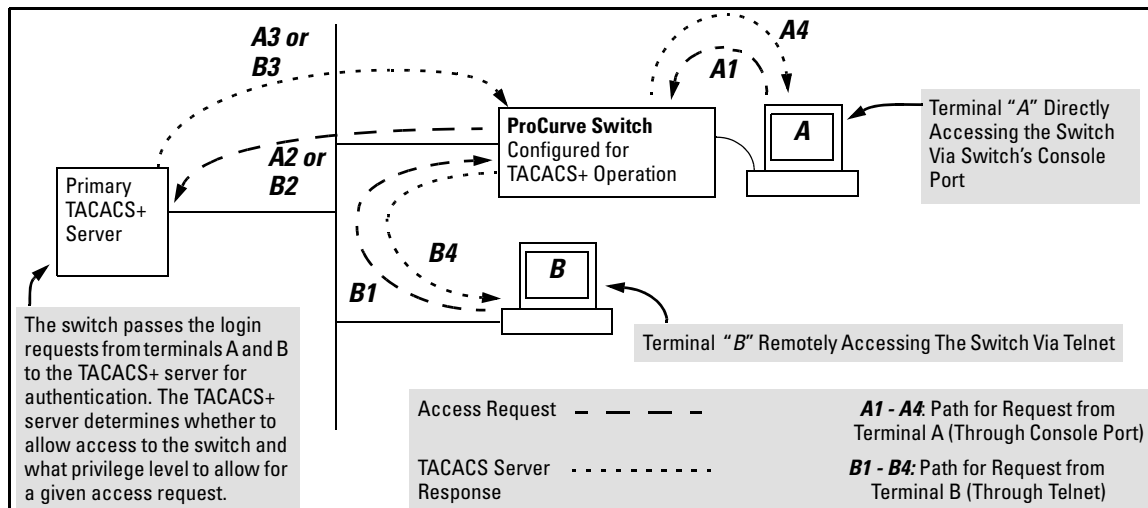 A3 or
B3
A4
A1
ProCurve Switch
Configured for
TACACS+ Operation
A
Terminal “A” Directly
Accessing the Switch
Via Switch’s Console
Port
A2 or
B2
Primary
TACACS+
Server
B4
B1
B
The switch passes the login
requests from terminals A and B
to the TACACS+ server for
authentication. The TACACS+
server determines whether to
allow access to the switch and
what privilege level to allow for
a given access request.
Terminal “B” Remotely Accessing The Switch Via Telnet
Access Request
A1 - A4: Path for Request from
Terminal A (Through Console Port)
TACACS Server
Response
B1 - B4: Path for Request from
Terminal B (Through Telnet)